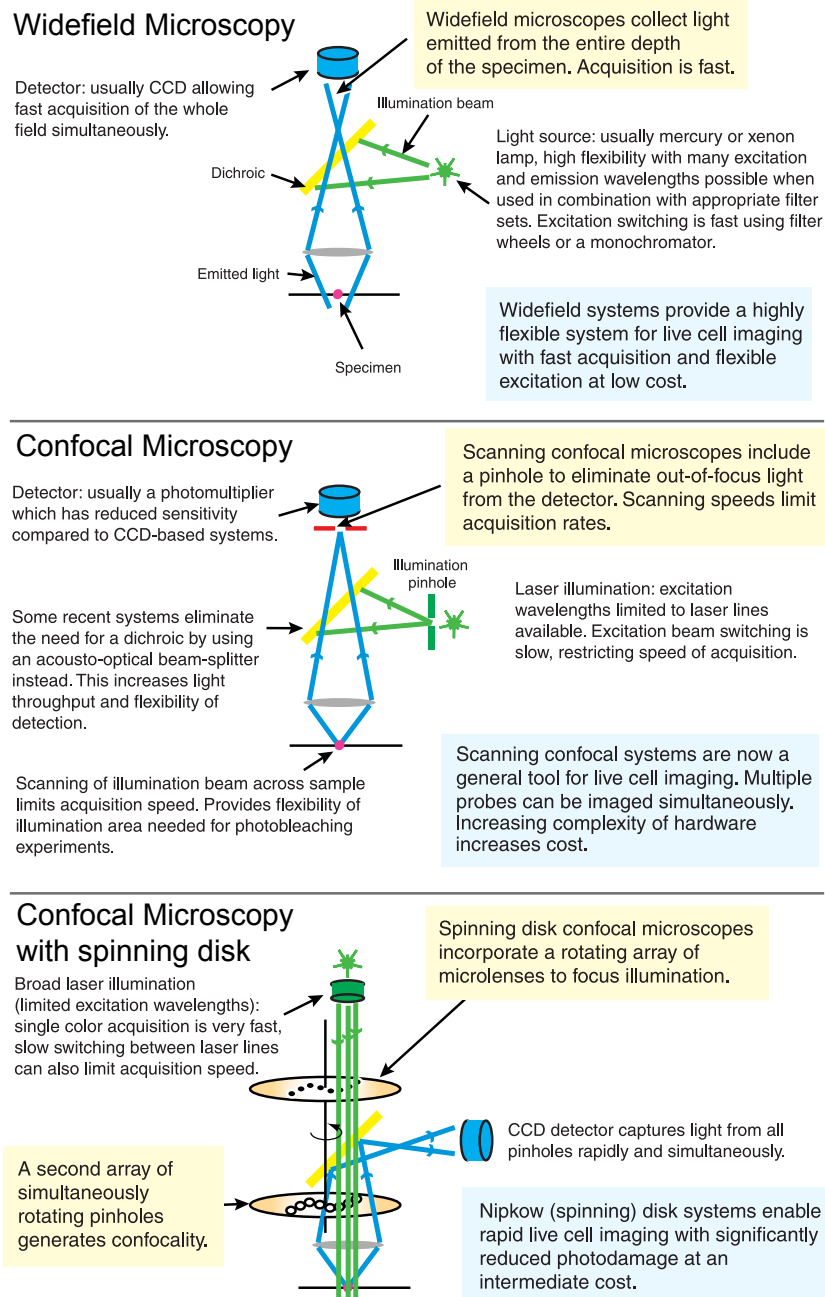 Widefield Microscopy
Widefield microscopes collect light
emitted from the entire depth
of the specimen. Acquisition is fast.
Detector: usually CCD allowing
fast acquisition of the whole
field simultaneously.
Illumination beam
Light source: usually mercury or xenon
lamp, high flexibility with many excitation
and emission wavelengths possible when
used in combination with appropriate filter
sets. Excitation switching is fast using filter
wheels or a monochromator.
Dichroic
Emitted light
Specimen
Widefield systems provide a highly
flexible system for live cell imaging
with fast acquisition and flexible
excitation at low cost.
Confocal Microscopy
Scanning confocal microscopes include
a pinhole to eliminate out-of-focus light
from the detector. Scanning speeds limit
acquisition rates.
Detector: usually a photomultiplier
which has reduced sensitivity
compared to CCD-based systems.
Illumination
pinhole
Laser illumination: excitation
wavelengths limited to laser lines
available. Excitation beam switching is
slow, restricting speed of acquisition.
Some recent systems eliminate
the need for a dichroic by using
an acousto-optical beam-splitter
instead. This increases light
throughput and flexibility of
detection.
Scanning of illumination beam across sample
limits acquisition speed. Provides flexibility of
illumination area needed for photobleaching
experiments.
Scanning confocal systems are now a
general tool for live cell imaging. Multiple
probes can be imaged simultaneously.
Increasing complexity of hardware
increases cost.
Confocal Microscopy
with spinning disk
Spinning disk confocal microscopes
incorporate a rotating array of
microlenses to focus illumination.
Broad laser illumination
(limited excitation wavelengths):
single color acquisition is very fast,
slow switching between laser lines
can also limit acquisition speed.
CCD detector captures light from all
pinholes rapidly and simultaneously.
A second array of
simultaneously
rotating pinholes
generates confocality.
Nipkow (spinning) disk systems enable
rapid live cell imaging with significantly
reduced photodamage at an
intermediate cost.